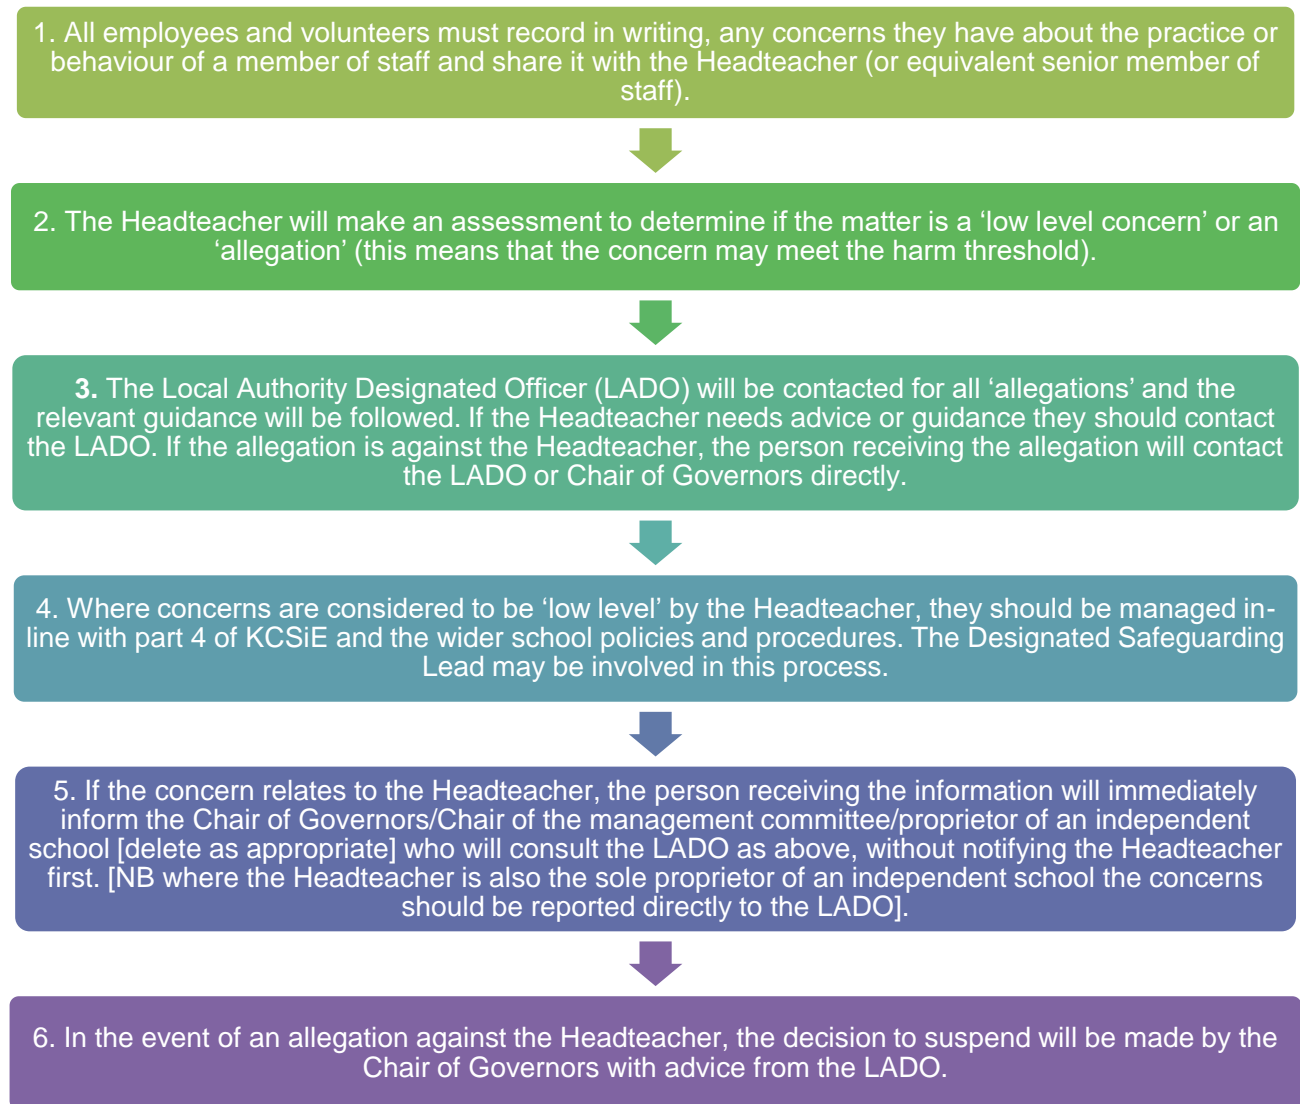 1. All employees and volunteers must record in writing, any concerns they have about the practice or
behaviour of a member of staff and share it with the Headteacher (or equivalent senior member of
staff).
2. The Headteacher will make an assessment to determine if the matter is a ‘low level concern’ or an
‘allegation’ (this means that the concern may meet the harm threshold).
3. The Local Authority Designated Officer (LADO) will be contacted for all ‘allegations’ and the
relevant guidance will be followed. If the Headteacher needs advice or guidance they should contact
the LADO. If the allegation is against the Headteacher, the person receiving the allegation will contact
the LADO or Chair of Governors directly.
4. Where concerns are considered to be ‘low level’ by the Headteacher, they should be managed in-
line with part 4 of KCSiE and the wider school policies and procedures. The Designated Safeguarding
Lead may be involved in this process.
5. If the concern relates to the Headteacher, the person receiving the information will immediately
inform the Chair of Governors/Chair of the management committee/proprietor of an independent
school [delete as appropriate] who will consult the LADO as above, without notifying the Headteacher
first. [NB where the Headteacher is also the sole proprietor of an independent school the concerns
should be reported directly to the LADO].
6. In the event of an allegation against the Headteacher, the decision to suspend will be made by the
Chair of Governors with advice from the LADO.